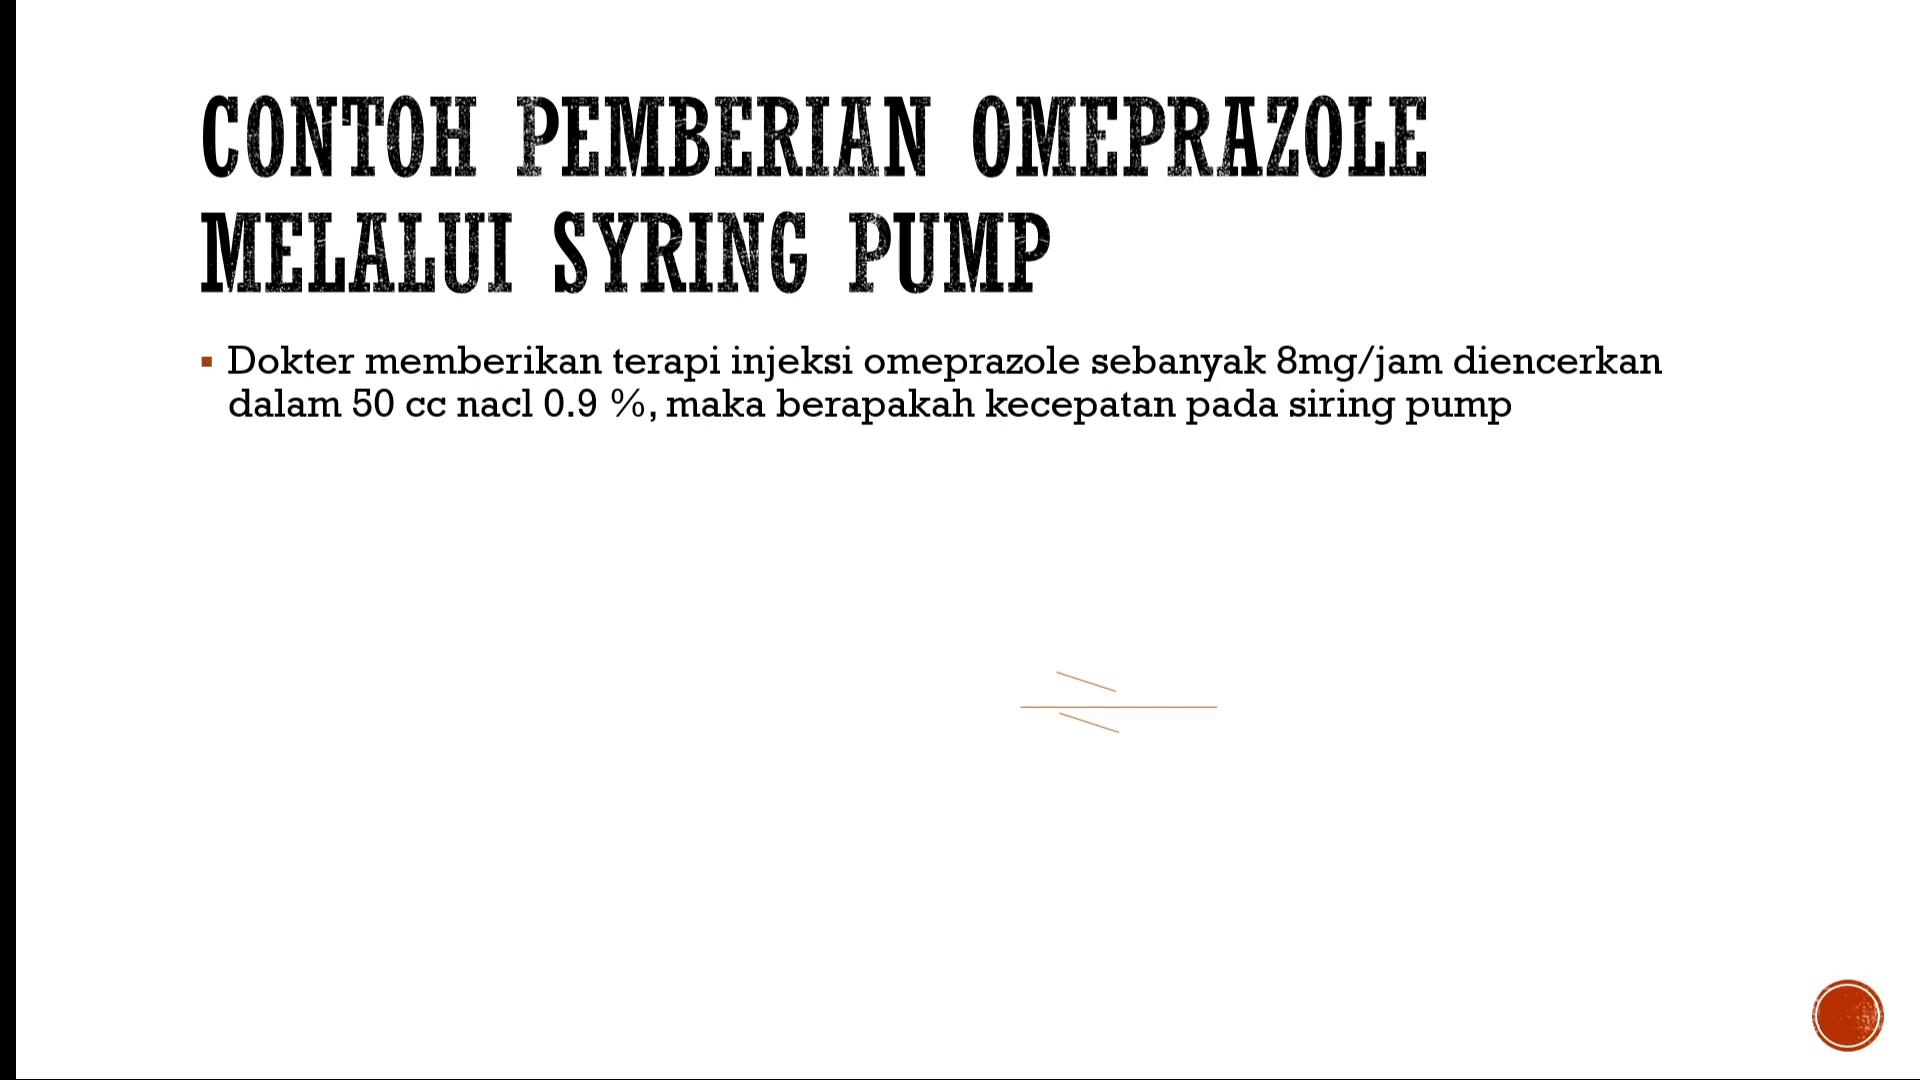 CONTOH PEMBERIAN OMEPRAZOLE
MELALUI SYRING PUMP
▪ Dokter memberikan terapi injeksi omeprazole sebanyak 8mg/jam diencerkan
dalam 50 cc nacl 0.9 %, maka berapakah kecepatan pada siring pump